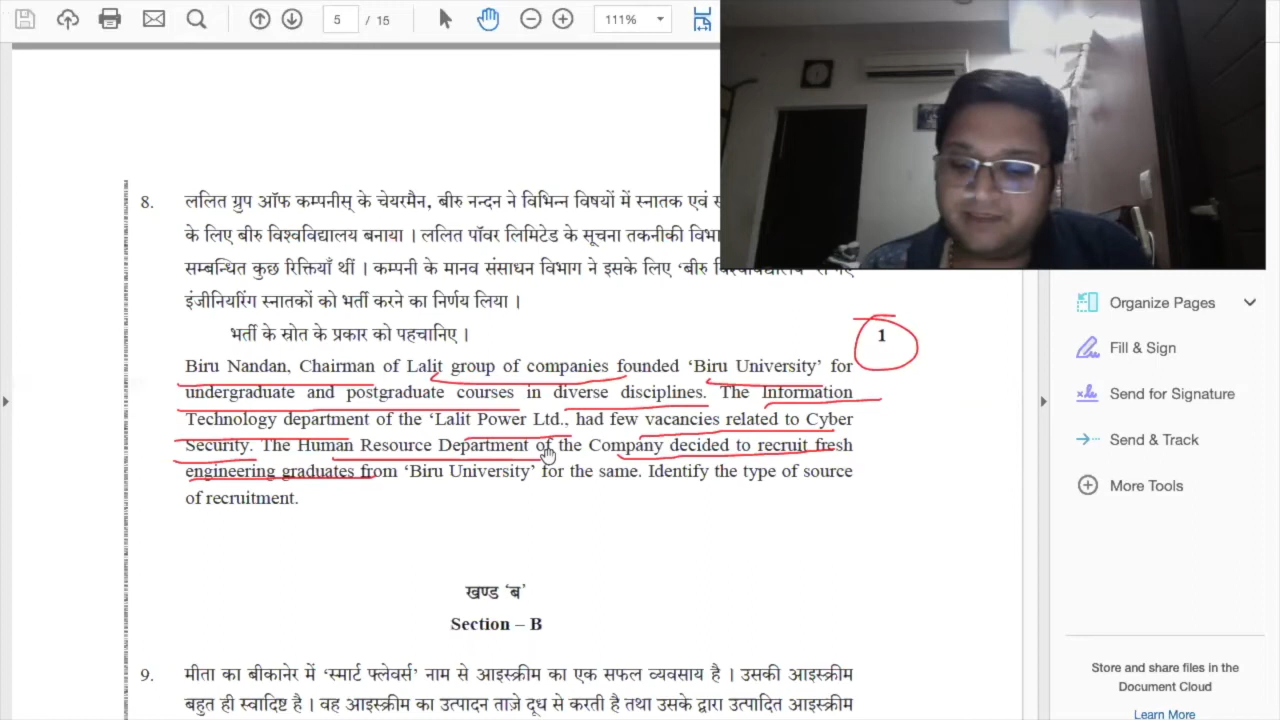 5 / 15
111%
8. ललित ग्रुप ऑफ कम्पनीस् के चेयरमैन, बीरु नन्दन ने विभिन्न विषयों में स्नातक एवं
के लिए बीरु विश्वविद्यालय बनाया । ललित पॉवर लिमिटेड के सूचना तकनीकी
सम्बन्धित कुछ रिक्तियाँ थीं । कम्पनी के मानव संसाधन विभाग ने इसके लिए 'बीरु
इंजीनियरिंग स्नातकों को भर्ती करने का निर्णय लिया ।
भर्ती के स्रोत के प्रकार को पहचानिए । 1
Biru Nandan, Chairman of Lalit group of companies founded 'Biru University' for
undergraduate and postgraduate courses in diverse disciplines. The Information
Technology department of the 'Lalit Power Ltd., had few vacancies related to Cyber
Security. The Human Resource Department of the Company decided to recruit fresh
engineering graduates from 'Biru University' for the same. Identify the type of source
of recruitment.
खण्ड 'ब'
Section – B
9. मीता का बीकानेर में 'स्मार्ट फ्लेवर्स' नाम से आइस्क्रीम का एक सफल व्यवसाय है । उसकी आइस्क्रीम
बहुत ही स्वादिष्ट है । वह आइस्क्रीम का उत्पादन ताज़े दूध से करती है तथा उसके द्वारा उत्पादित आइस्क्रीम
Organize Pages
Fill & Sign
Send for Signature
Send & Track
More Tools
Store and share files in the
Document Cloud
Learn More